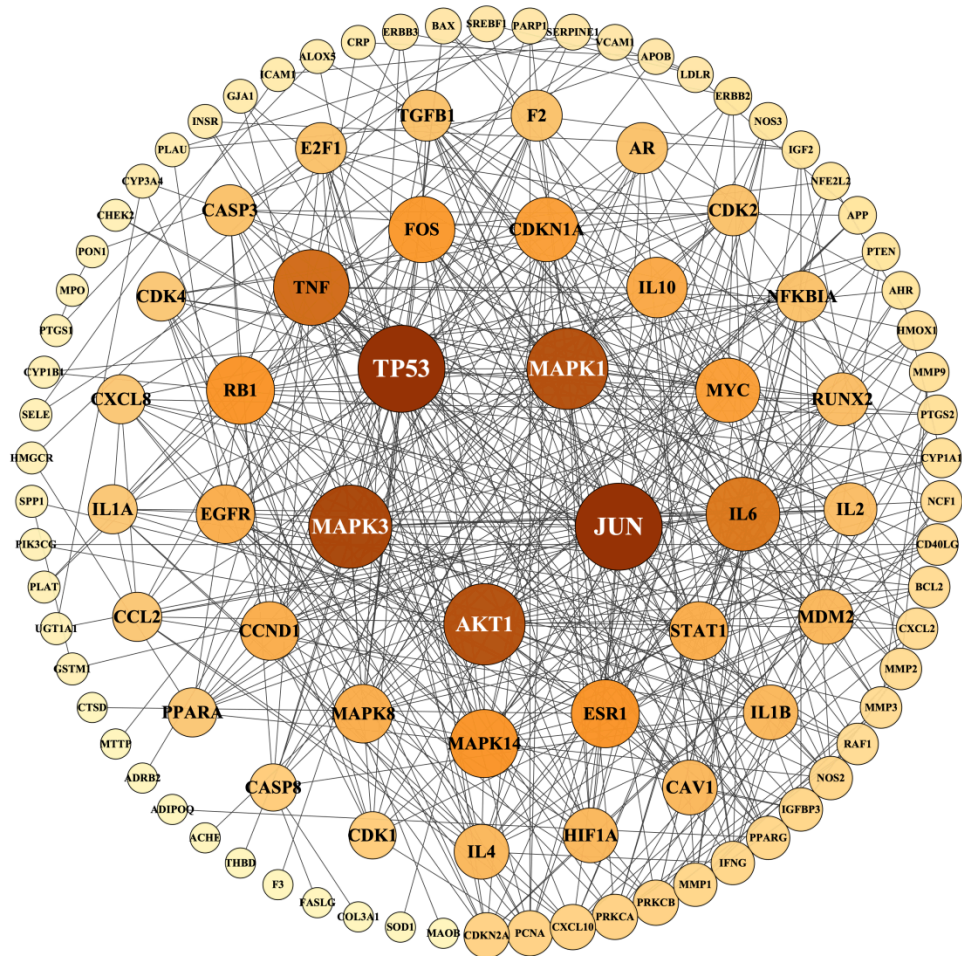 BAX
SREBF1
PARP1
SERPINE1
ERBB3
VCAM1
CRP
APOB
ALOX5
LDLR
ICAM1
ERBB2
GJA1
NOS3
INSR
IGF2
PLAU
NFE2L2
CYP3A4
APP
CHEK2
PTEN
PON1
AHR
MPO
HMOX1
PTGS1
MMP9
CYP1B1
PTGS2
SELE
CYP1A1
HMGCR
NCF1
SPP1
CD40LG
PIK3CG
BCL2
PLAT
CXCL2
UGT1A1
MMP2
GSTM1
MMP3
CTSD
RAF1
MTTP
NOS2
ADRB2
IGFBP3
ADIPOQ
PPARG
ACHE
IFNG
THBD
MMP1
F3
PRKCB
FASLG
PRKCA
COL3A1
CXCL10
SOD1
PCNA
MAOB
CDKN2A
TGFB1
F2
E2F1
AR
CASP3
CDK2
CDK4
NFKBIA
CXCL8
RUNX2
IL1A
IL2
CCL2
MDM2
PPARA
IL1B
CASP8
CAV1
CDK1
IL4
HIF1A
FOS
CDKN1A
TNF
IL10
RB1
MYC
EGFR
IL6
CCND1
STAT1
MAPK8
MAPK14
ESR1
TP53
MAPK1
MAPK3
JUN
AKT1